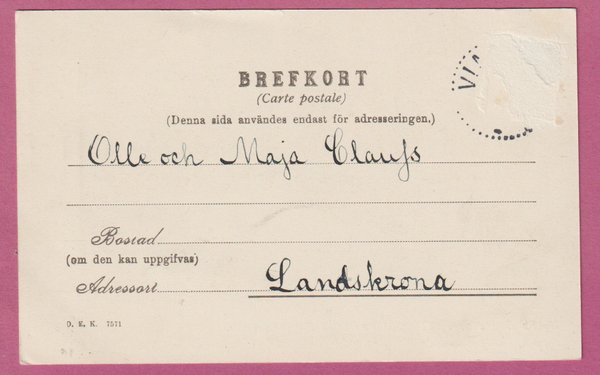 BREFKORT
(Carte postale)
(Denna sida användes endast för adresseringen.)
Olle och Maja Clauss
Bostad
(om den kan uppgifvas)
Adressort Landskrona
D. E. K. 7571